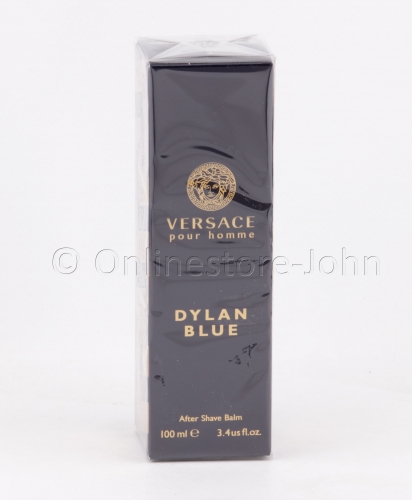 VERSACE
pour homme
© Onlinestore-John
DYLAN
BLUE
After Shave Balm
100 ml ℮ 3.4 us fl.oz.